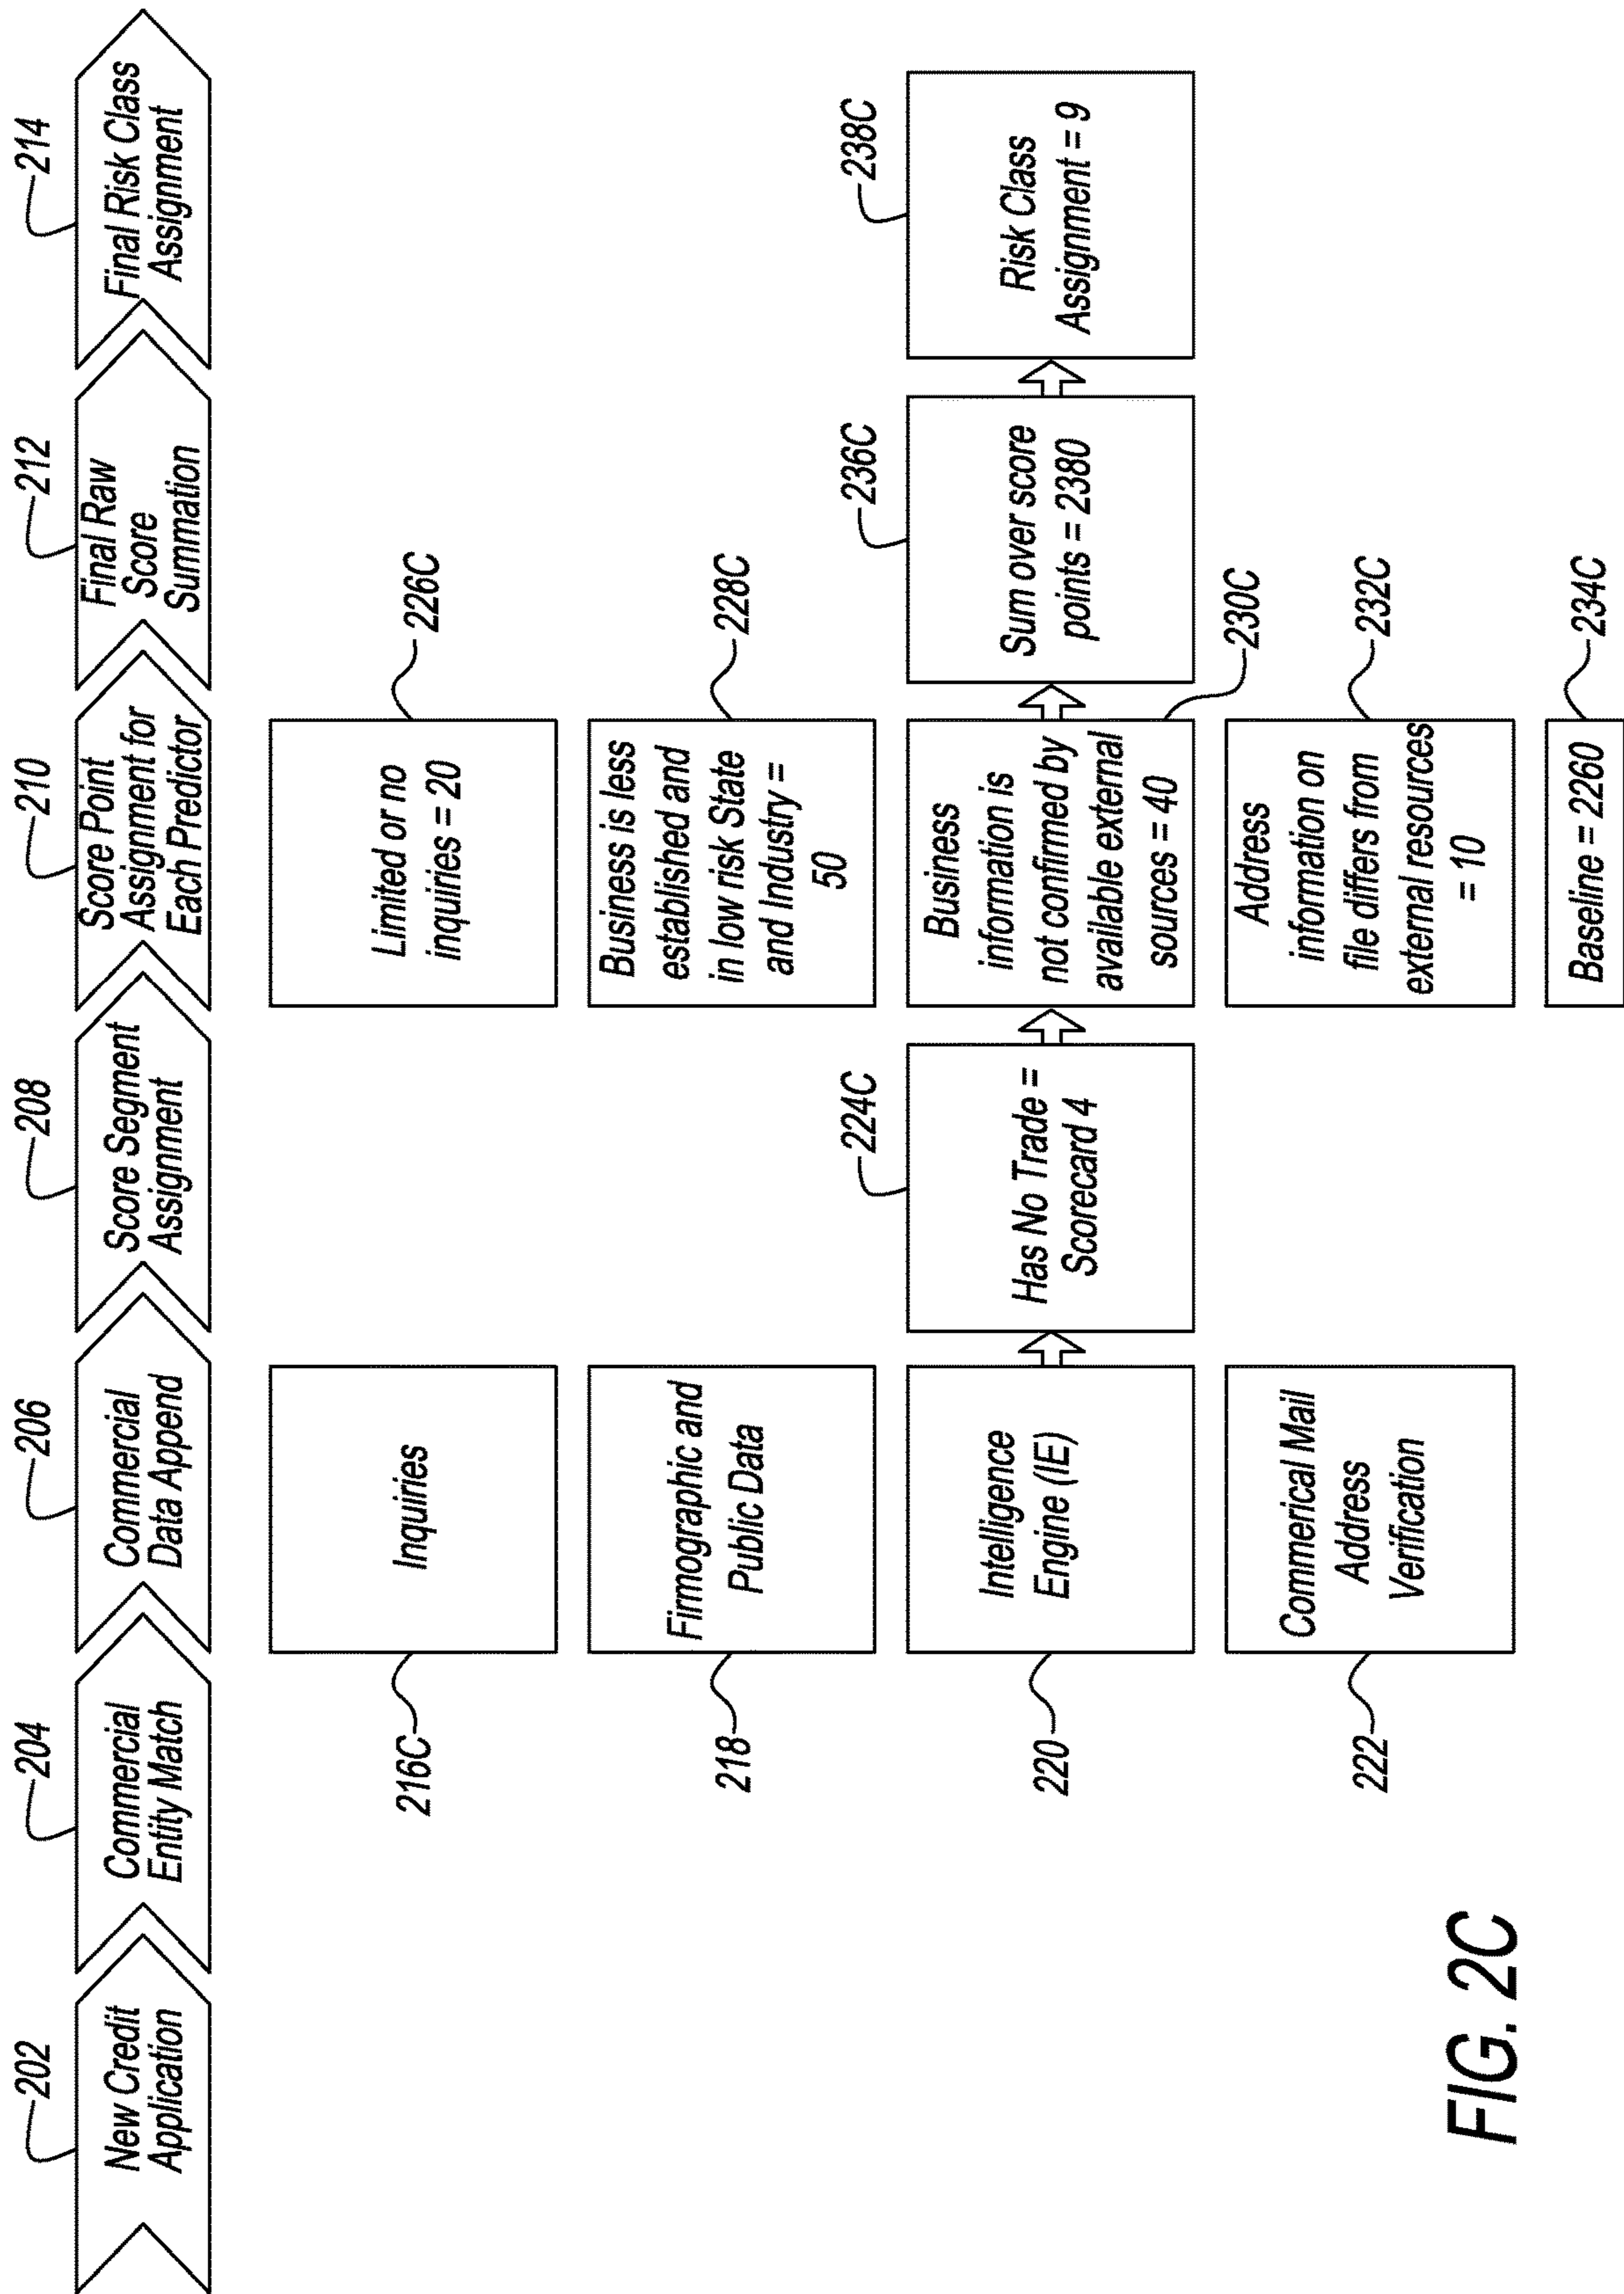 202
New Credit
Application
204
Commercial
Entity Match
206
Commercial
Data Append
208
Score Segment
Assignment
210
Score Point
Assignment for
Each Predictor
212
Final Raw
Score
Summation
214
Final Risk Class
Assignment
216C
Inquiries
218
Firmographic and
Public Data
220
Intelligence
Engine (IE)
222
Commerical Mail
Address
Verification
224C
Has No Trade =
Scorecard 4
226C
Limited or no
inquiries = 20
228C
Business is less
established and
in low risk State
and Industry =
50
Business
information is
not confirmed by
available external
sources = 40
230C
Address
information on
file differs from
external resources
= 10
232C
Baseline = 2260
234C
236C
Sum over score
points = 2380
238C
Risk Class
Assignment = 9
FIG. 2C